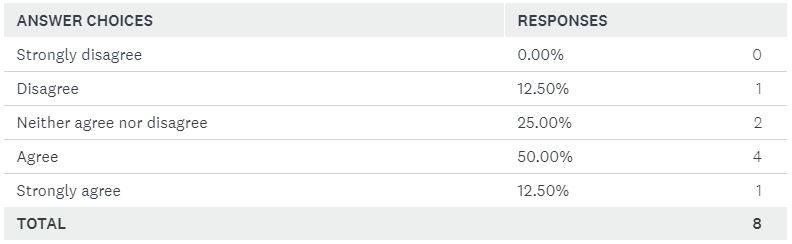 ANSWER CHOICES RESPONSES
Strongly disagree 0.00% 0
Disagree 12.50% 1
Neither agree nor disagree 25.00% 2
Agree 50.00% 4
Strongly agree 12.50% 1
TOTAL 8